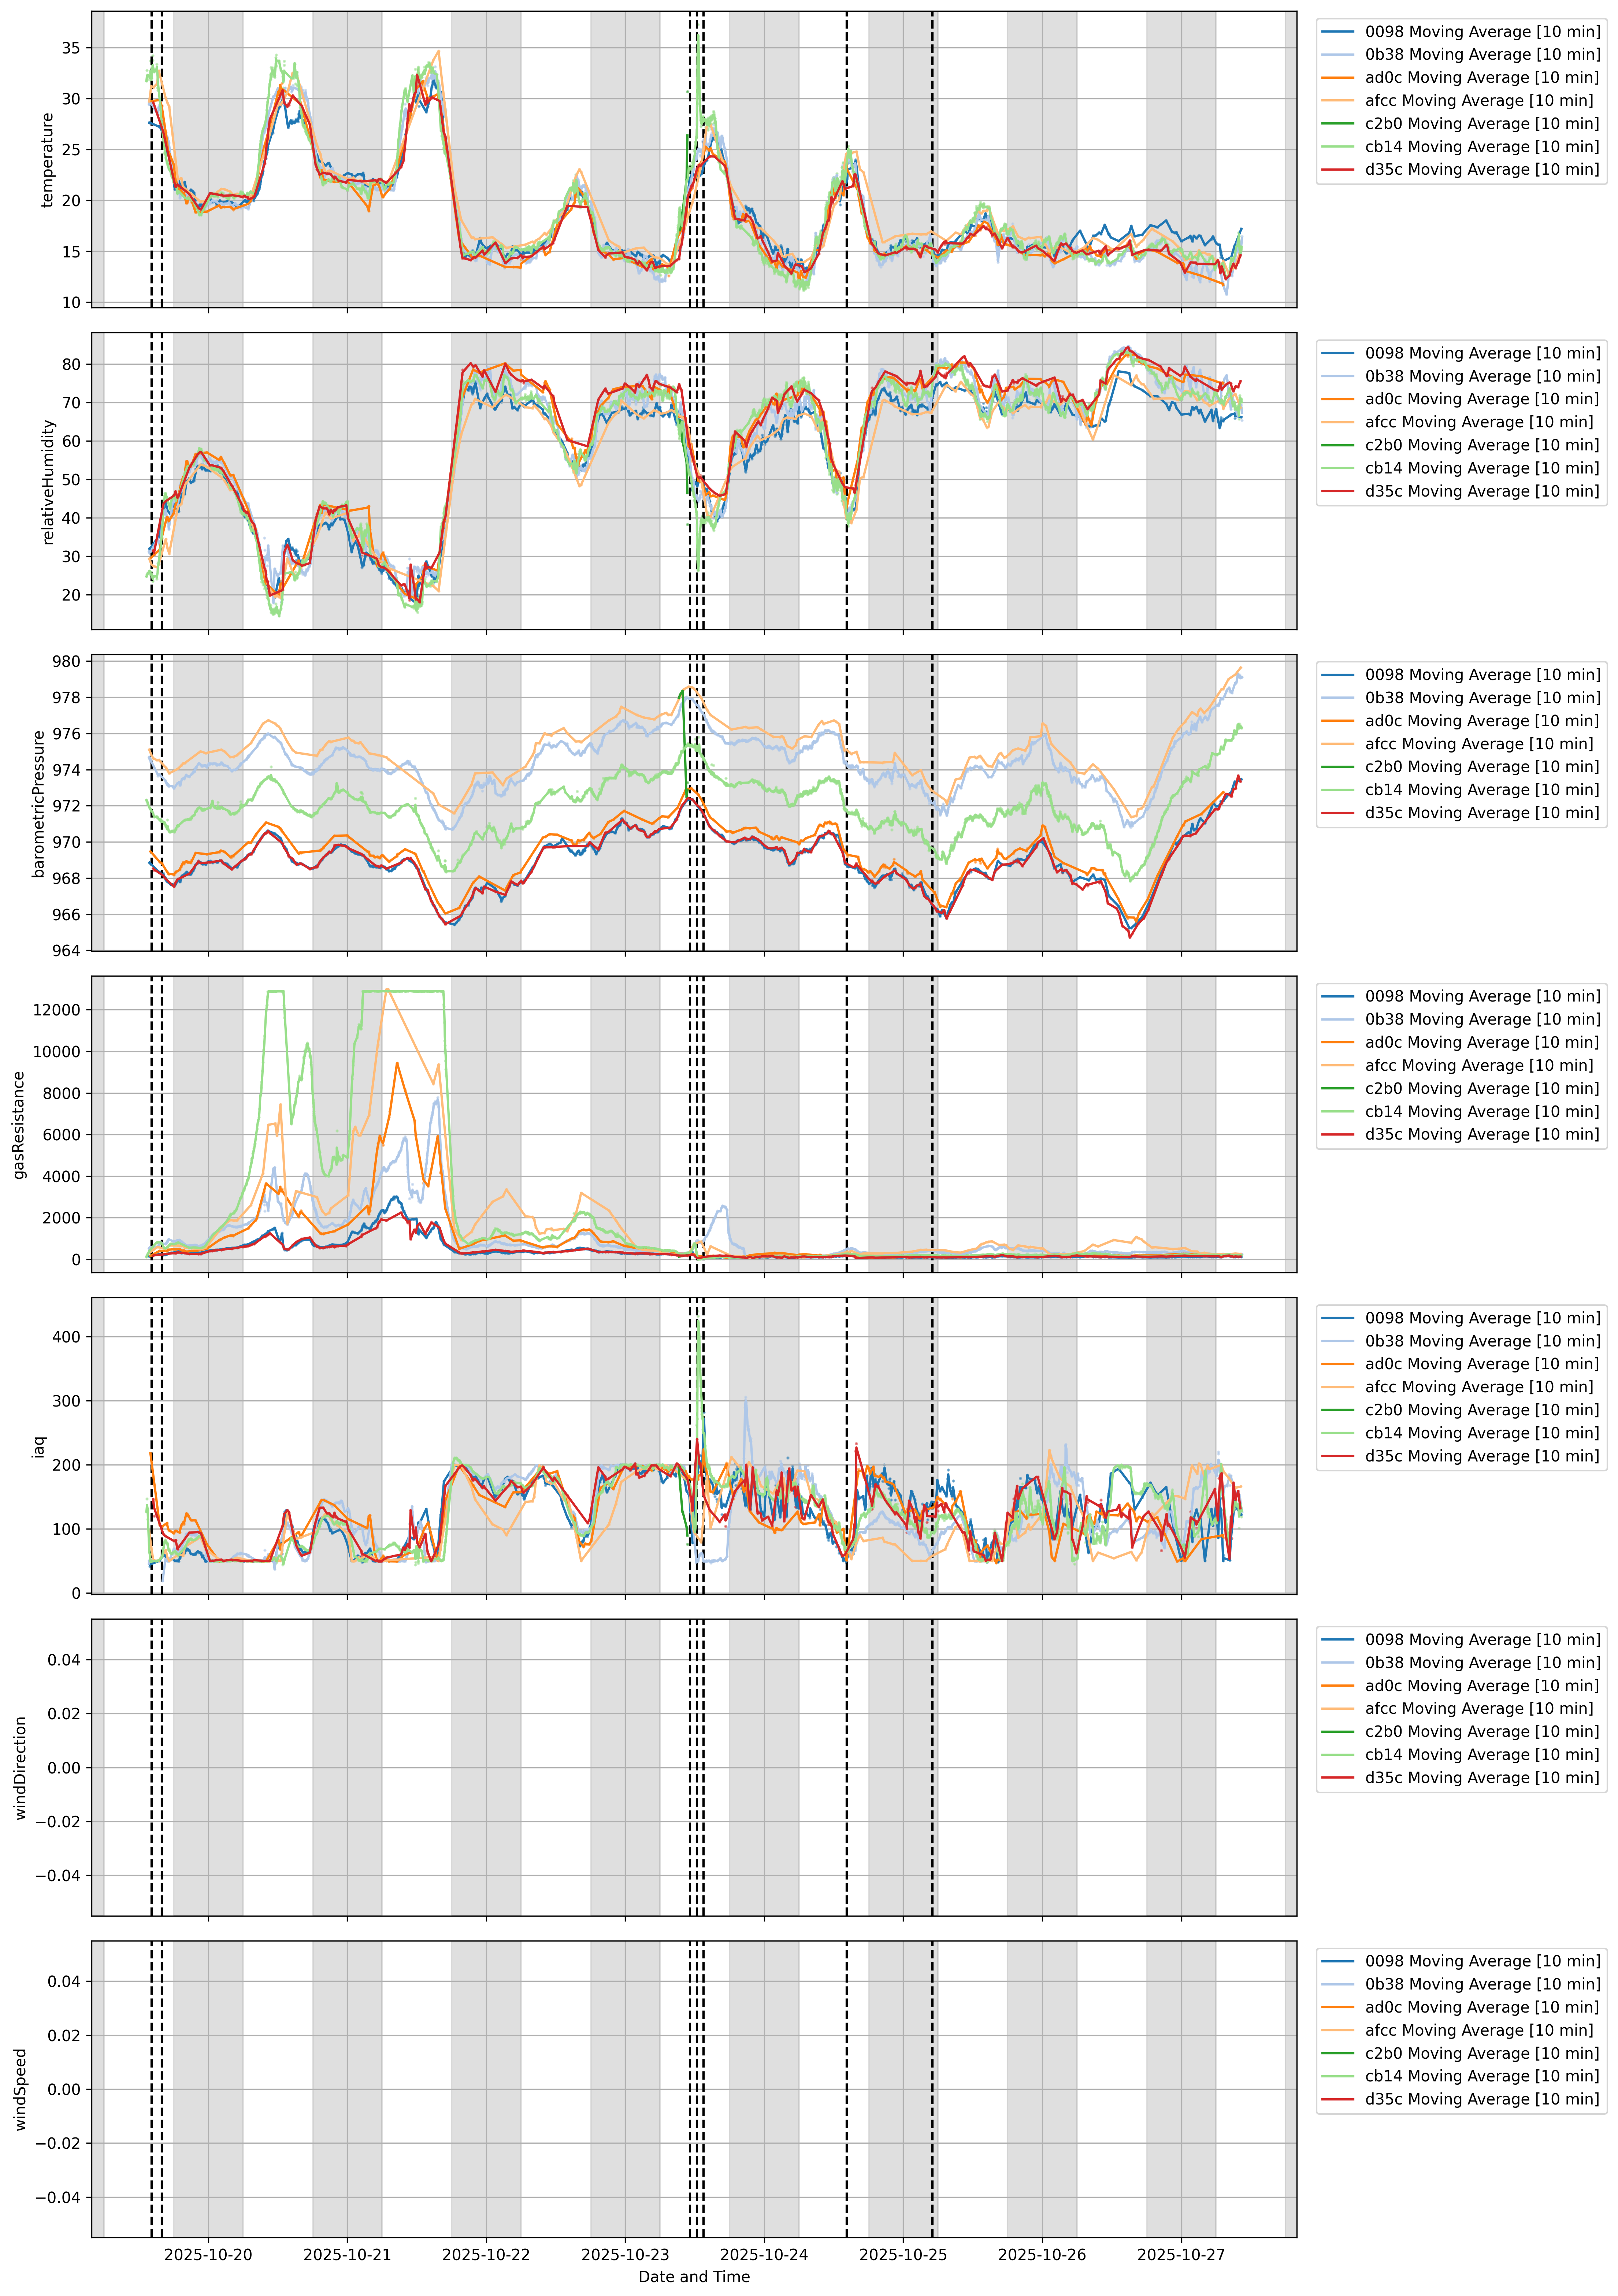 35
30
25
20
15
10
temperature
0098 Moving Average [10 min]
0b38 Moving Average [10 min]
ad0c Moving Average [10 min]
afcc Moving Average [10 min]
c2b0 Moving Average [10 min]
cb14 Moving Average [10 min]
d35c Moving Average [10 min]
80
70
60
50
40
30
20
relativeHumidity
0098 Moving Average [10 min]
0b38 Moving Average [10 min]
ad0c Moving Average [10 min]
afcc Moving Average [10 min]
c2b0 Moving Average [10 min]
cb14 Moving Average [10 min]
d35c Moving Average [10 min]
980
978
976
974
972
970
968
966
964
barometricPressure
0098 Moving Average [10 min]
0b38 Moving Average [10 min]
ad0c Moving Average [10 min]
afcc Moving Average [10 min]
c2b0 Moving Average [10 min]
cb14 Moving Average [10 min]
d35c Moving Average [10 min]
12000
10000
8000
6000
4000
2000
0
gasResistance
0098 Moving Average [10 min]
0b38 Moving Average [10 min]
ad0c Moving Average [10 min]
afcc Moving Average [10 min]
c2b0 Moving Average [10 min]
cb14 Moving Average [10 min]
d35c Moving Average [10 min]
400
300
200
100
0
iaq
0098 Moving Average [10 min]
0b38 Moving Average [10 min]
ad0c Moving Average [10 min]
afcc Moving Average [10 min]
c2b0 Moving Average [10 min]
cb14 Moving Average [10 min]
d35c Moving Average [10 min]
0.04
0.02
0.00
−0.02
−0.04
windDirection
0098 Moving Average [10 min]
0b38 Moving Average [10 min]
ad0c Moving Average [10 min]
afcc Moving Average [10 min]
c2b0 Moving Average [10 min]
cb14 Moving Average [10 min]
d35c Moving Average [10 min]
0.04
0.02
0.00
−0.02
−0.04
windSpeed
0098 Moving Average [10 min]
0b38 Moving Average [10 min]
ad0c Moving Average [10 min]
afcc Moving Average [10 min]
c2b0 Moving Average [10 min]
cb14 Moving Average [10 min]
d35c Moving Average [10 min]
2025-10-20 2025-10-21 2025-10-22 2025-10-23 2025-10-24 2025-10-25 2025-10-26 2025-10-27
Date and Time